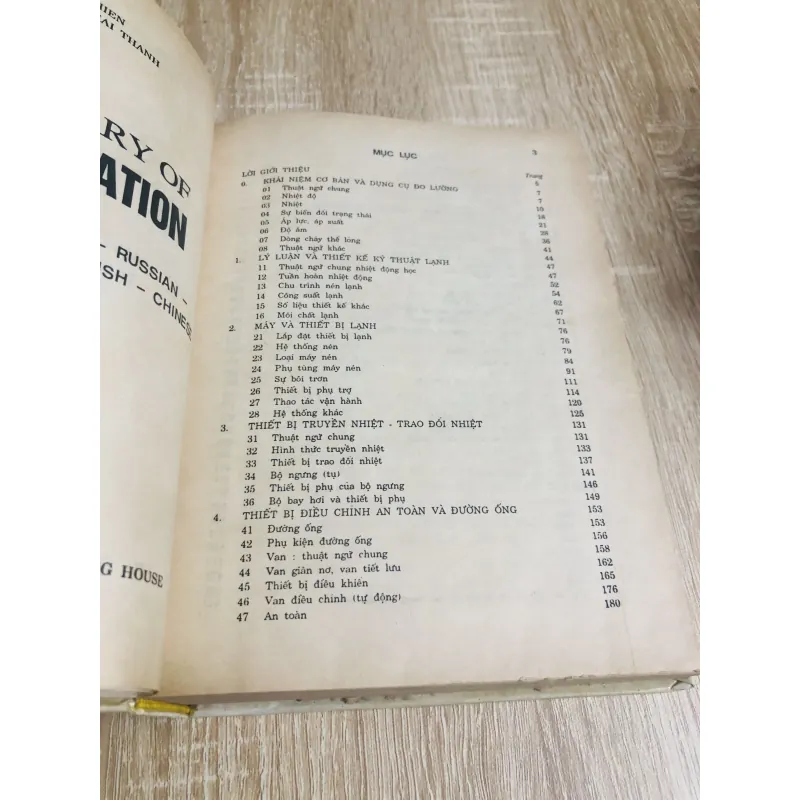 HIEN
HAI THANH
RY OF
ATION
- RUSSIAN -
SH - CHINESE
G HOUSE
MỤC LỤC 3
Trang
LỜI GIỚI THIỆU 5
0. KHÁI NIỆM CƠ BẢN VÀ DỤNG CỤ ĐO LƯỜNG 7
01 Thuật ngữ chung 7
02 Nhiệt độ 10
03 Nhiệt 16
04 Sự biến đổi trạng thái 21
05 Áp lực, áp suất 28
06 Độ ẩm 36
07 Dòng chảy thể lỏng 41
08 Thuật ngữ khác 44
1. LÝ LUẬN VÀ THIẾT KẾ KỸ THUẬT LẠNH 47
11 Thuật ngữ chung nhiệt động học 47
12 Tuần hoàn nhiệt động 52
13 Chu trình nén lạnh 54
14 Công suất lạnh 62
15 Số liệu thiết kế khác 67
16 Môi chất lạnh 71
2. MÁY VÀ THIẾT BỊ LẠNH 76
21 Lắp đặt thiết bị lạnh 76
22 Hệ thống nén 79
23 Loại máy nén 84
24 Phụ tùng máy nén 91
25 Sự bôi trơn 111
26 Thiết bị phụ trợ 114
27 Thao tác vận hành 120
28 Hệ thống khác 125
3. THIẾT BỊ TRUYỀN NHIỆT - TRAO ĐỔI NHIỆT 131
31 Thuật ngữ chung 131
32 Hình thức truyền nhiệt 133
33 Thiết bị trao đổi nhiệt 137
34 Bộ ngưng (tụ) 141
35 Thiết bị phụ của bộ ngưng 146
36 Bộ bay hơi và thiết bị phụ 149
4. THIẾT BỊ ĐIỀU CHỈNH AN TOÀN VÀ ĐƯỜNG ỐNG 153
41 Đường ống 153
42 Phụ kiện đường ống 156
43 Van : thuật ngữ chung 158
44 Van giãn nở, van tiết lưu 162
45 Thiết bị điều khiển 165
46 Van điều chỉnh (tự động) 176
47 An toàn 180